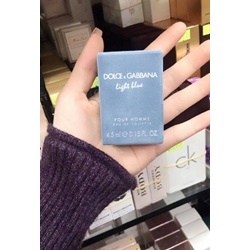 DOLCE & GABBANA
light blue
POUR HOMME
EAU DE TOILETTE
4.5 ml ℮ 0.15 FL. OZ.
ck